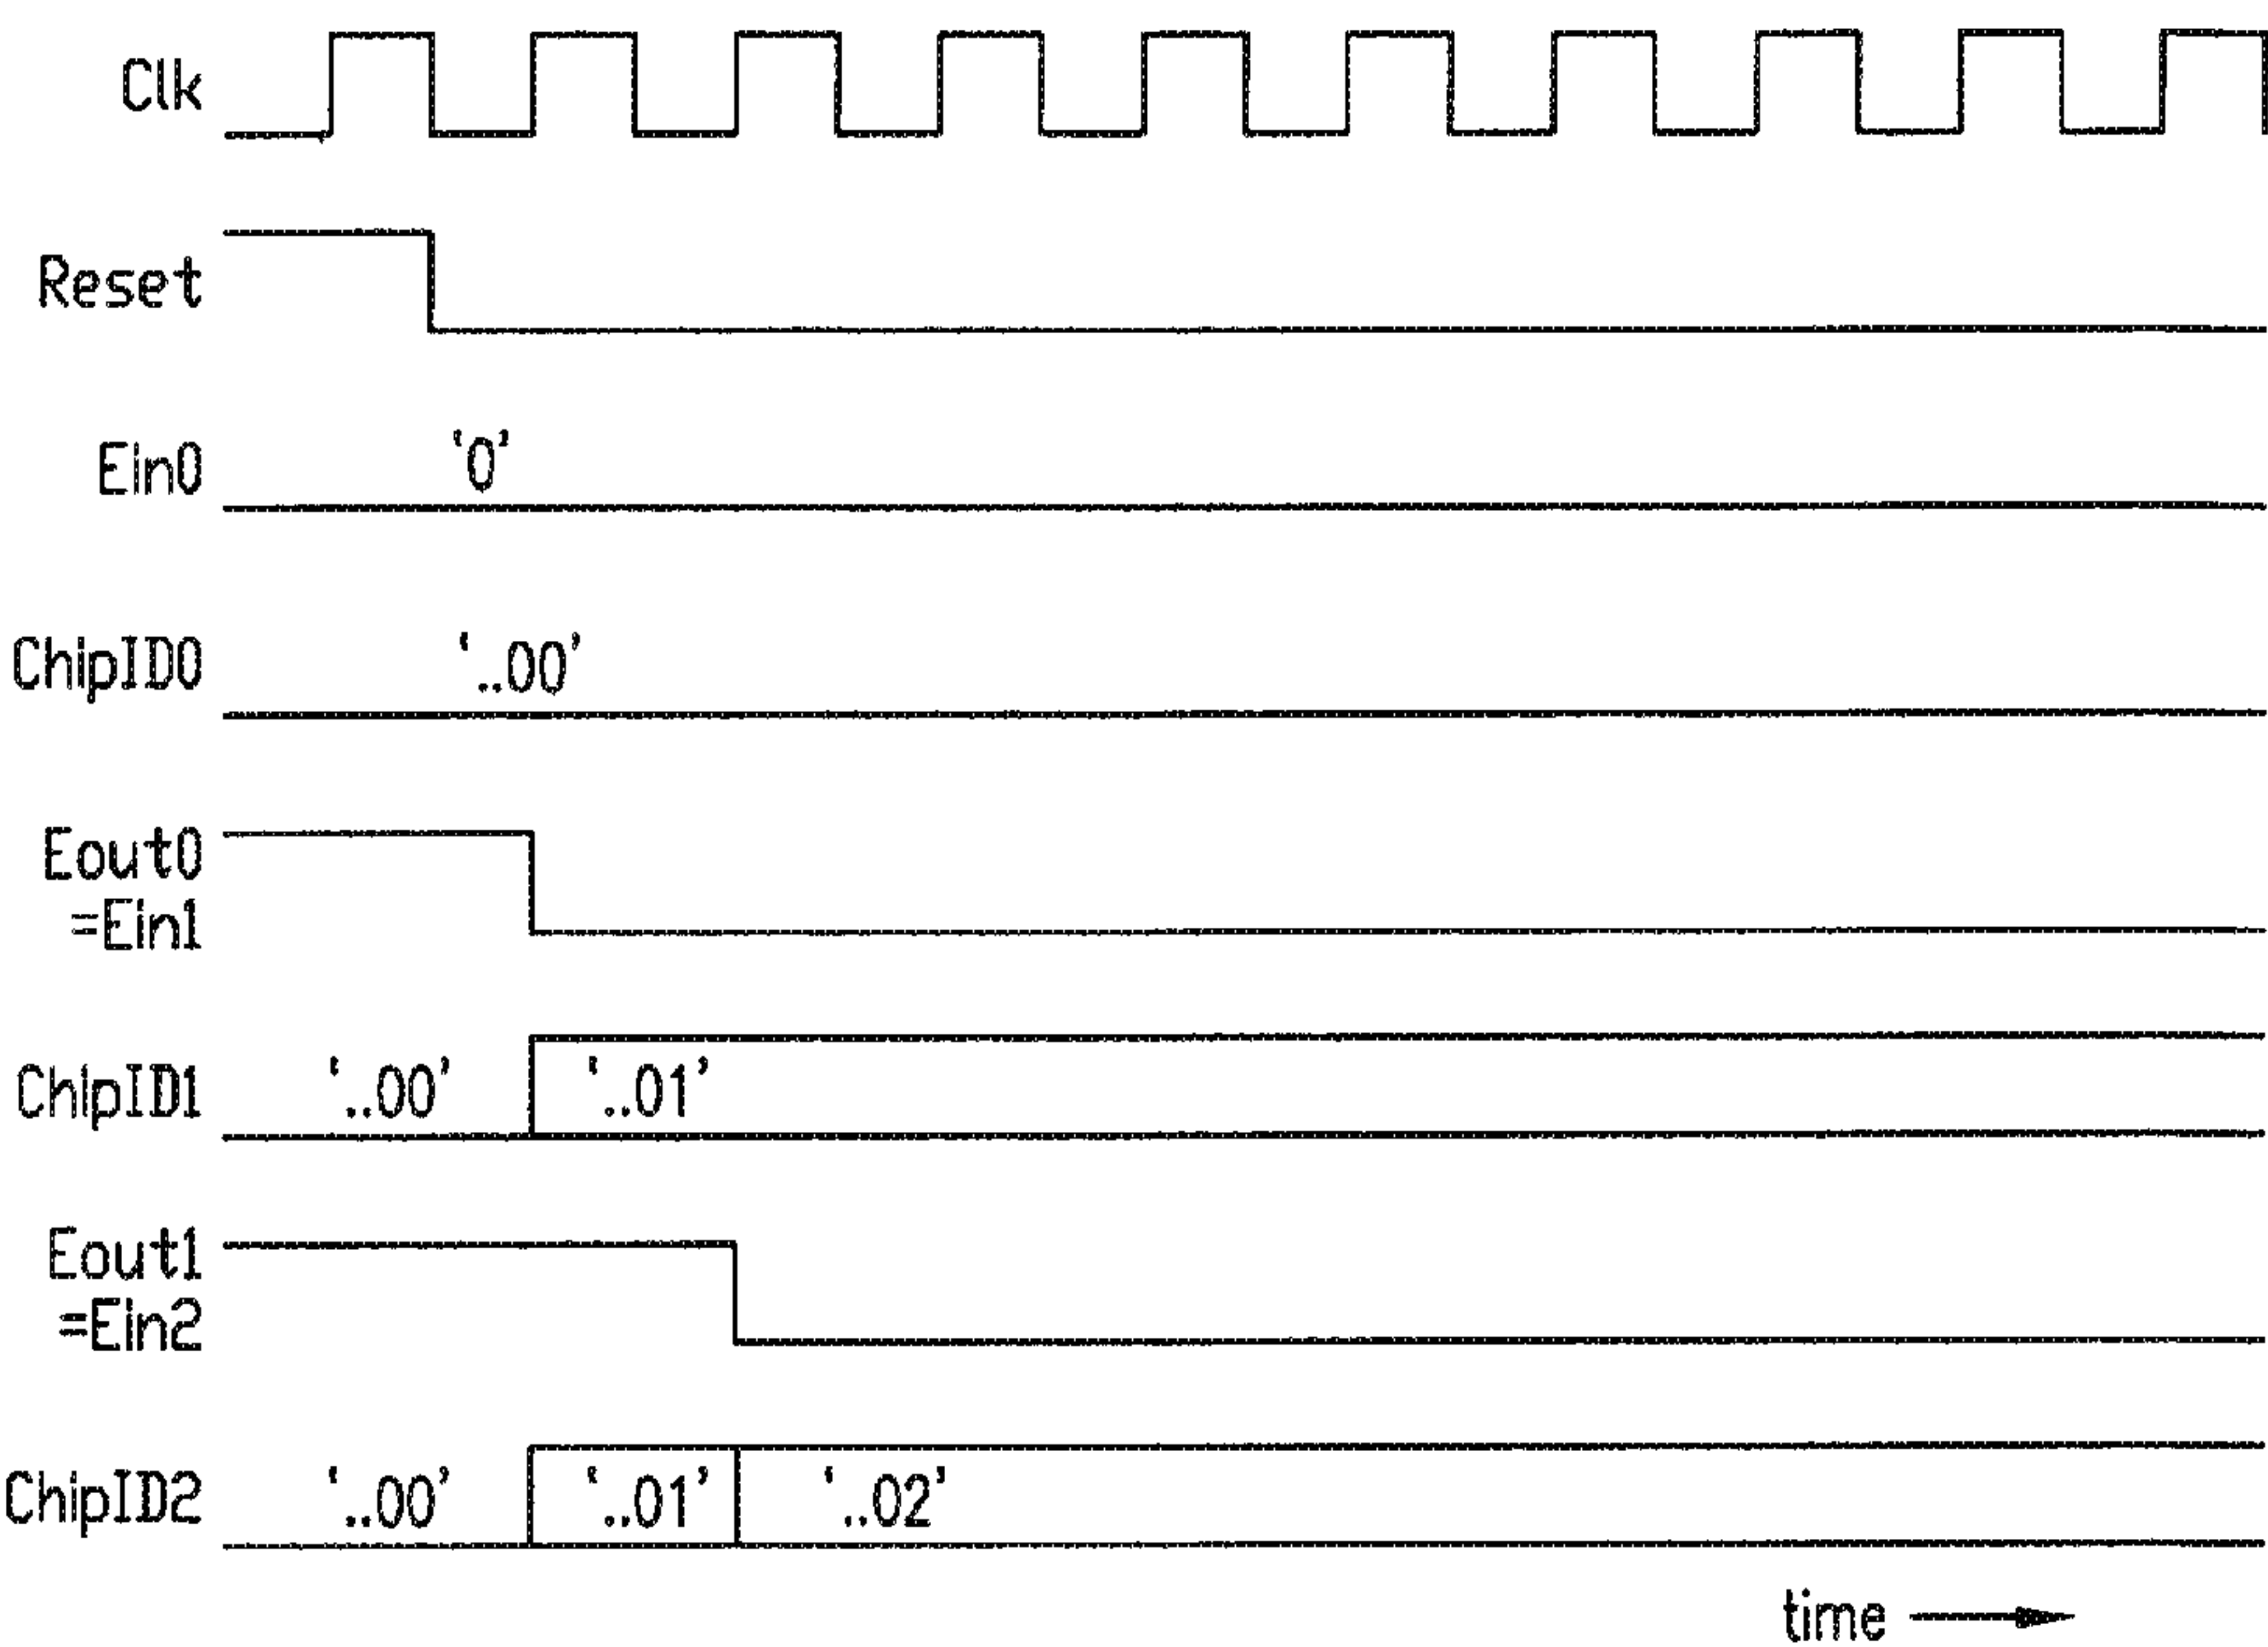 Clk
Reset
Ein0 '0'
ChipID0 '..00'
Eout0
=Ein1
ChipID1 '..00' '..01'
Eout1
=Ein2
ChipID2 '..00' '..01' '..02'
time